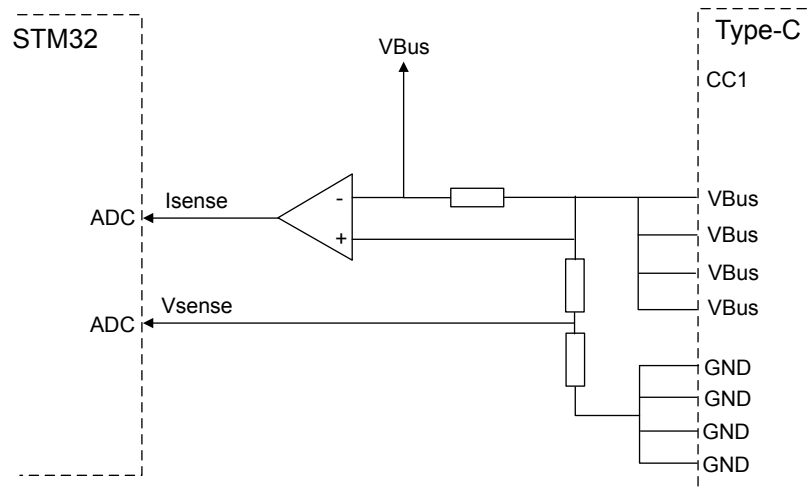 STM32
Type-C
VBus
CC1
Isense
-
VBus
ADC
+
VBus
VBus
Vsense
VBus
ADC
GND
GND
GND
GND